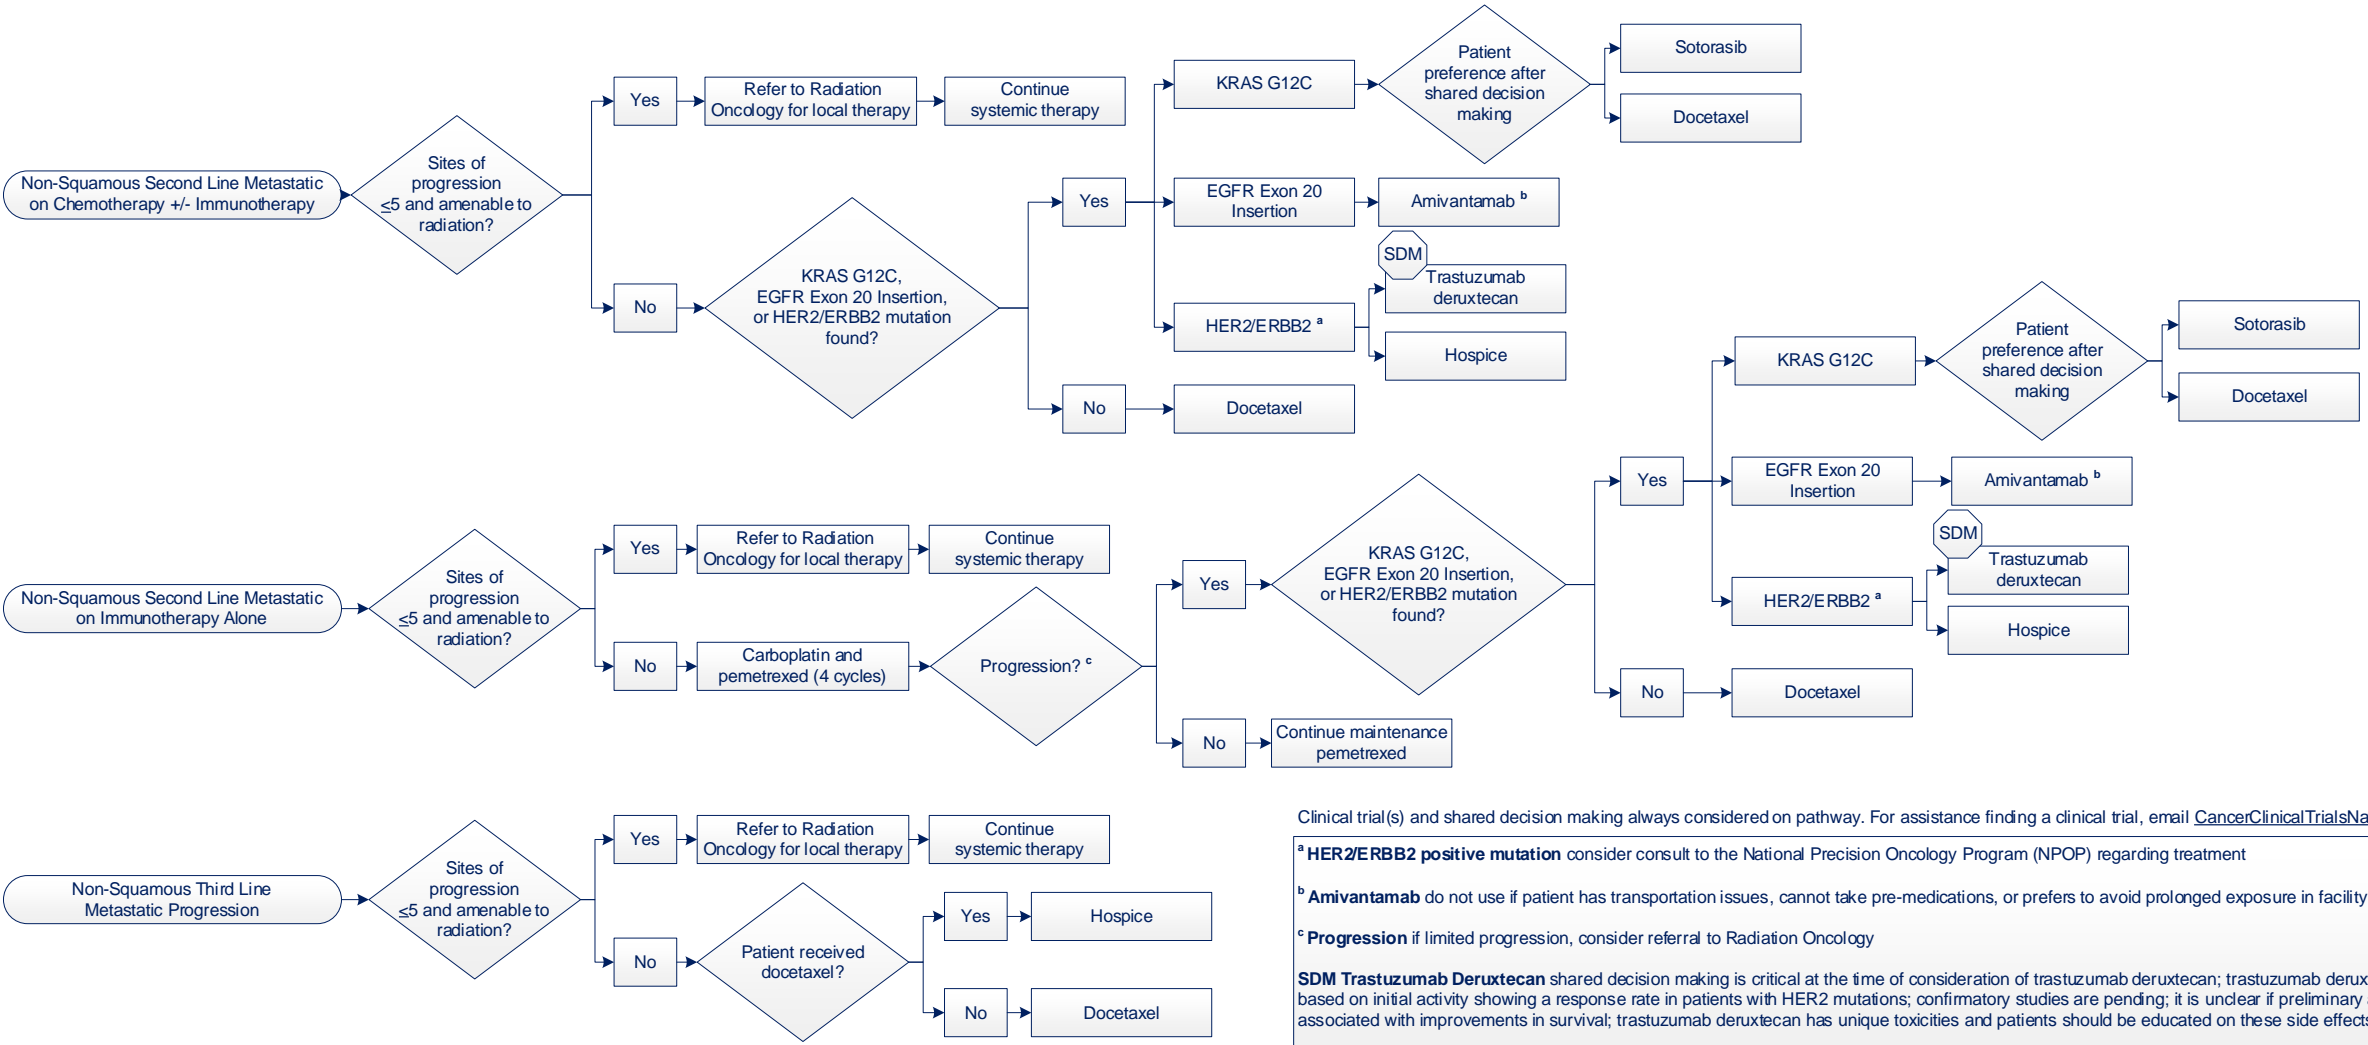 Non-Squamous Second Line Metastatic
on Chemotherapy +/- Immunotherapy
Sites of
progression
≤5 and amenable to
radiation?
Yes
Refer to Radiation
Oncology for local therapy
Continue
systemic therapy
No
KRAS G12C,
EGFR Exon 20 Insertion,
or HER2/ERBB2 mutation
found?
Yes
KRAS G12C
Patient
preference after
shared decision
making
Sotorasib
Docetaxel
EGFR Exon 20
Insertion
Amivantamab b
HER2/ERBB2 a
SDM
Trastuzumab
deruxtecan
Hospice
No
Docetaxel
Non-Squamous Second Line Metastatic
on Immunotherapy Alone
Sites of
progression
≤5 and amenable to
radiation?
Yes
Refer to Radiation
Oncology for local therapy
Continue
systemic therapy
No
Carboplatin and
pemetrexed (4 cycles)
Progression? c
Yes
KRAS G12C,
EGFR Exon 20 Insertion,
or HER2/ERBB2 mutation
found?
Yes
KRAS G12C
Patient
preference after
shared decision
making
Sotorasib
Docetaxel
EGFR Exon 20
Insertion
Amivantamab b
HER2/ERBB2 a
SDM
Trastuzumab
deruxtecan
Hospice
No
Docetaxel
No
Continue maintenance
pemetrexed
Non-Squamous Third Line
Metastatic Progression
Sites of
progression
≤5 and amenable to
radiation?
Yes
Refer to Radiation
Oncology for local therapy
Continue
systemic therapy
No
Patient received
docetaxel?
Yes
Hospice
No
Docetaxel
Clinical trial(s) and shared decision making always considered on pathway. For assistance finding a clinical trial, email CancerClinicalTrialsNa
a HER2/ERBB2 positive mutation consider consult to the National Precision Oncology Program (NPOP) regarding treatment
b Amivantamab do not use if patient has transportation issues, cannot take pre-medications, or prefers to avoid prolonged exposure in facility
c Progression if limited progression, consider referral to Radiation Oncology
SDM Trastuzumab Deruxtecan shared decision making is critical at the time of consideration of trastuzumab deruxtecan; trastuzumab derux
based on initial activity showing a response rate in patients with HER2 mutations; confirmatory studies are pending; it is unclear if preliminary
associated with improvements in survival; trastuzumab deruxtecan has unique toxicities and patients should be educated on these side effects